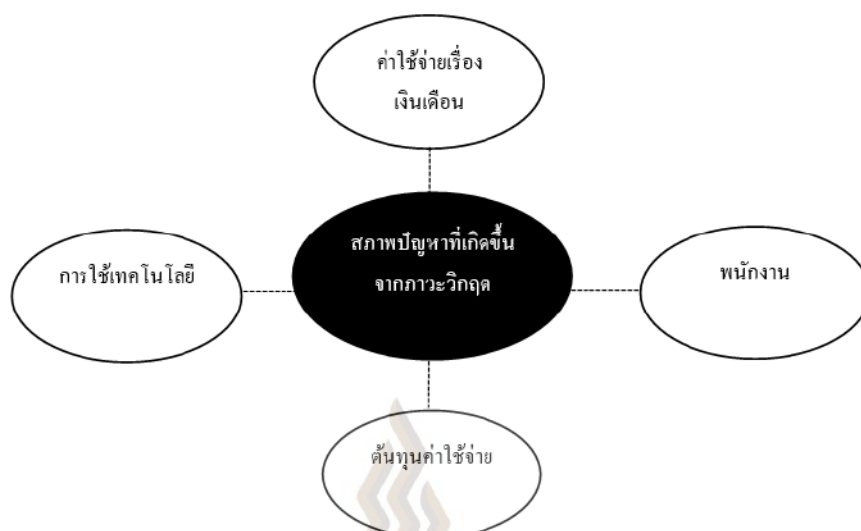 ค่าใช้จ่ายเรื่อง
เงินเดือน
สภาพปัญหาที่เกิดขึ้น
จากภาวะวิกฤต
การใช้เทคโนโลยี
พนักงาน
ต้นทุนค่าใช้จ่าย